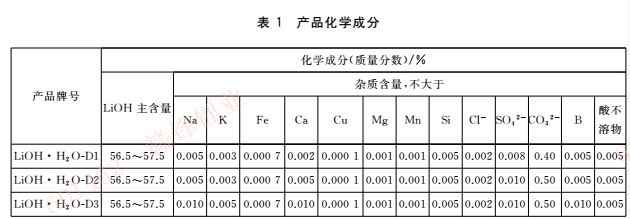 表 1 产品化学成分
产品牌号 化学成分(质量分数)/%
LiOH 主含量 杂质含量,不大于
Na K Fe Ca Cu Mg Mn Si Cl⁻ SO₄²⁻ CO₃²⁻ B 酸不溶物
LiOH·H₂O-D1 56.5～57.5 0.005 0.003 0.000 7 0.002 0.000 1 0.001 0.001 0.005 0.002 0.008 0.40 0.005 0.005
LiOH·H₂O-D2 56.5～57.5 0.005 0.003 0.000 7 0.005 0.000 1 0.001 0.001 0.005 0.002 0.010 0.50 0.005 0.005
LiOH·H₂O-D3 56.5～57.5 0.010 0.005 0.000 7 0.010 0.000 1 0.001 0.001 0.005 0.002 0.010 0.50 0.010 0.005